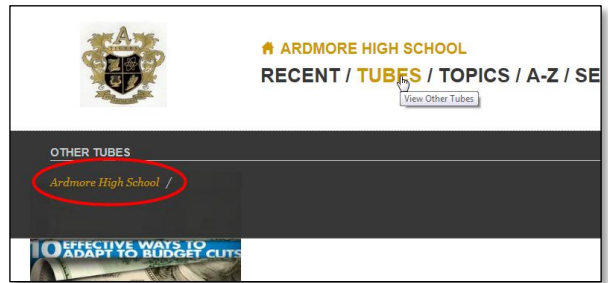 A
ARDMORE HIGH SCHOOL
RECENT / TUBES / TOPICS / A-Z / SE
View Other Tubes
OTHER TUBES
Ardmore High School /
10 EFFECTIVE WAYS TO
ADAPT TO BUDGET CUTS